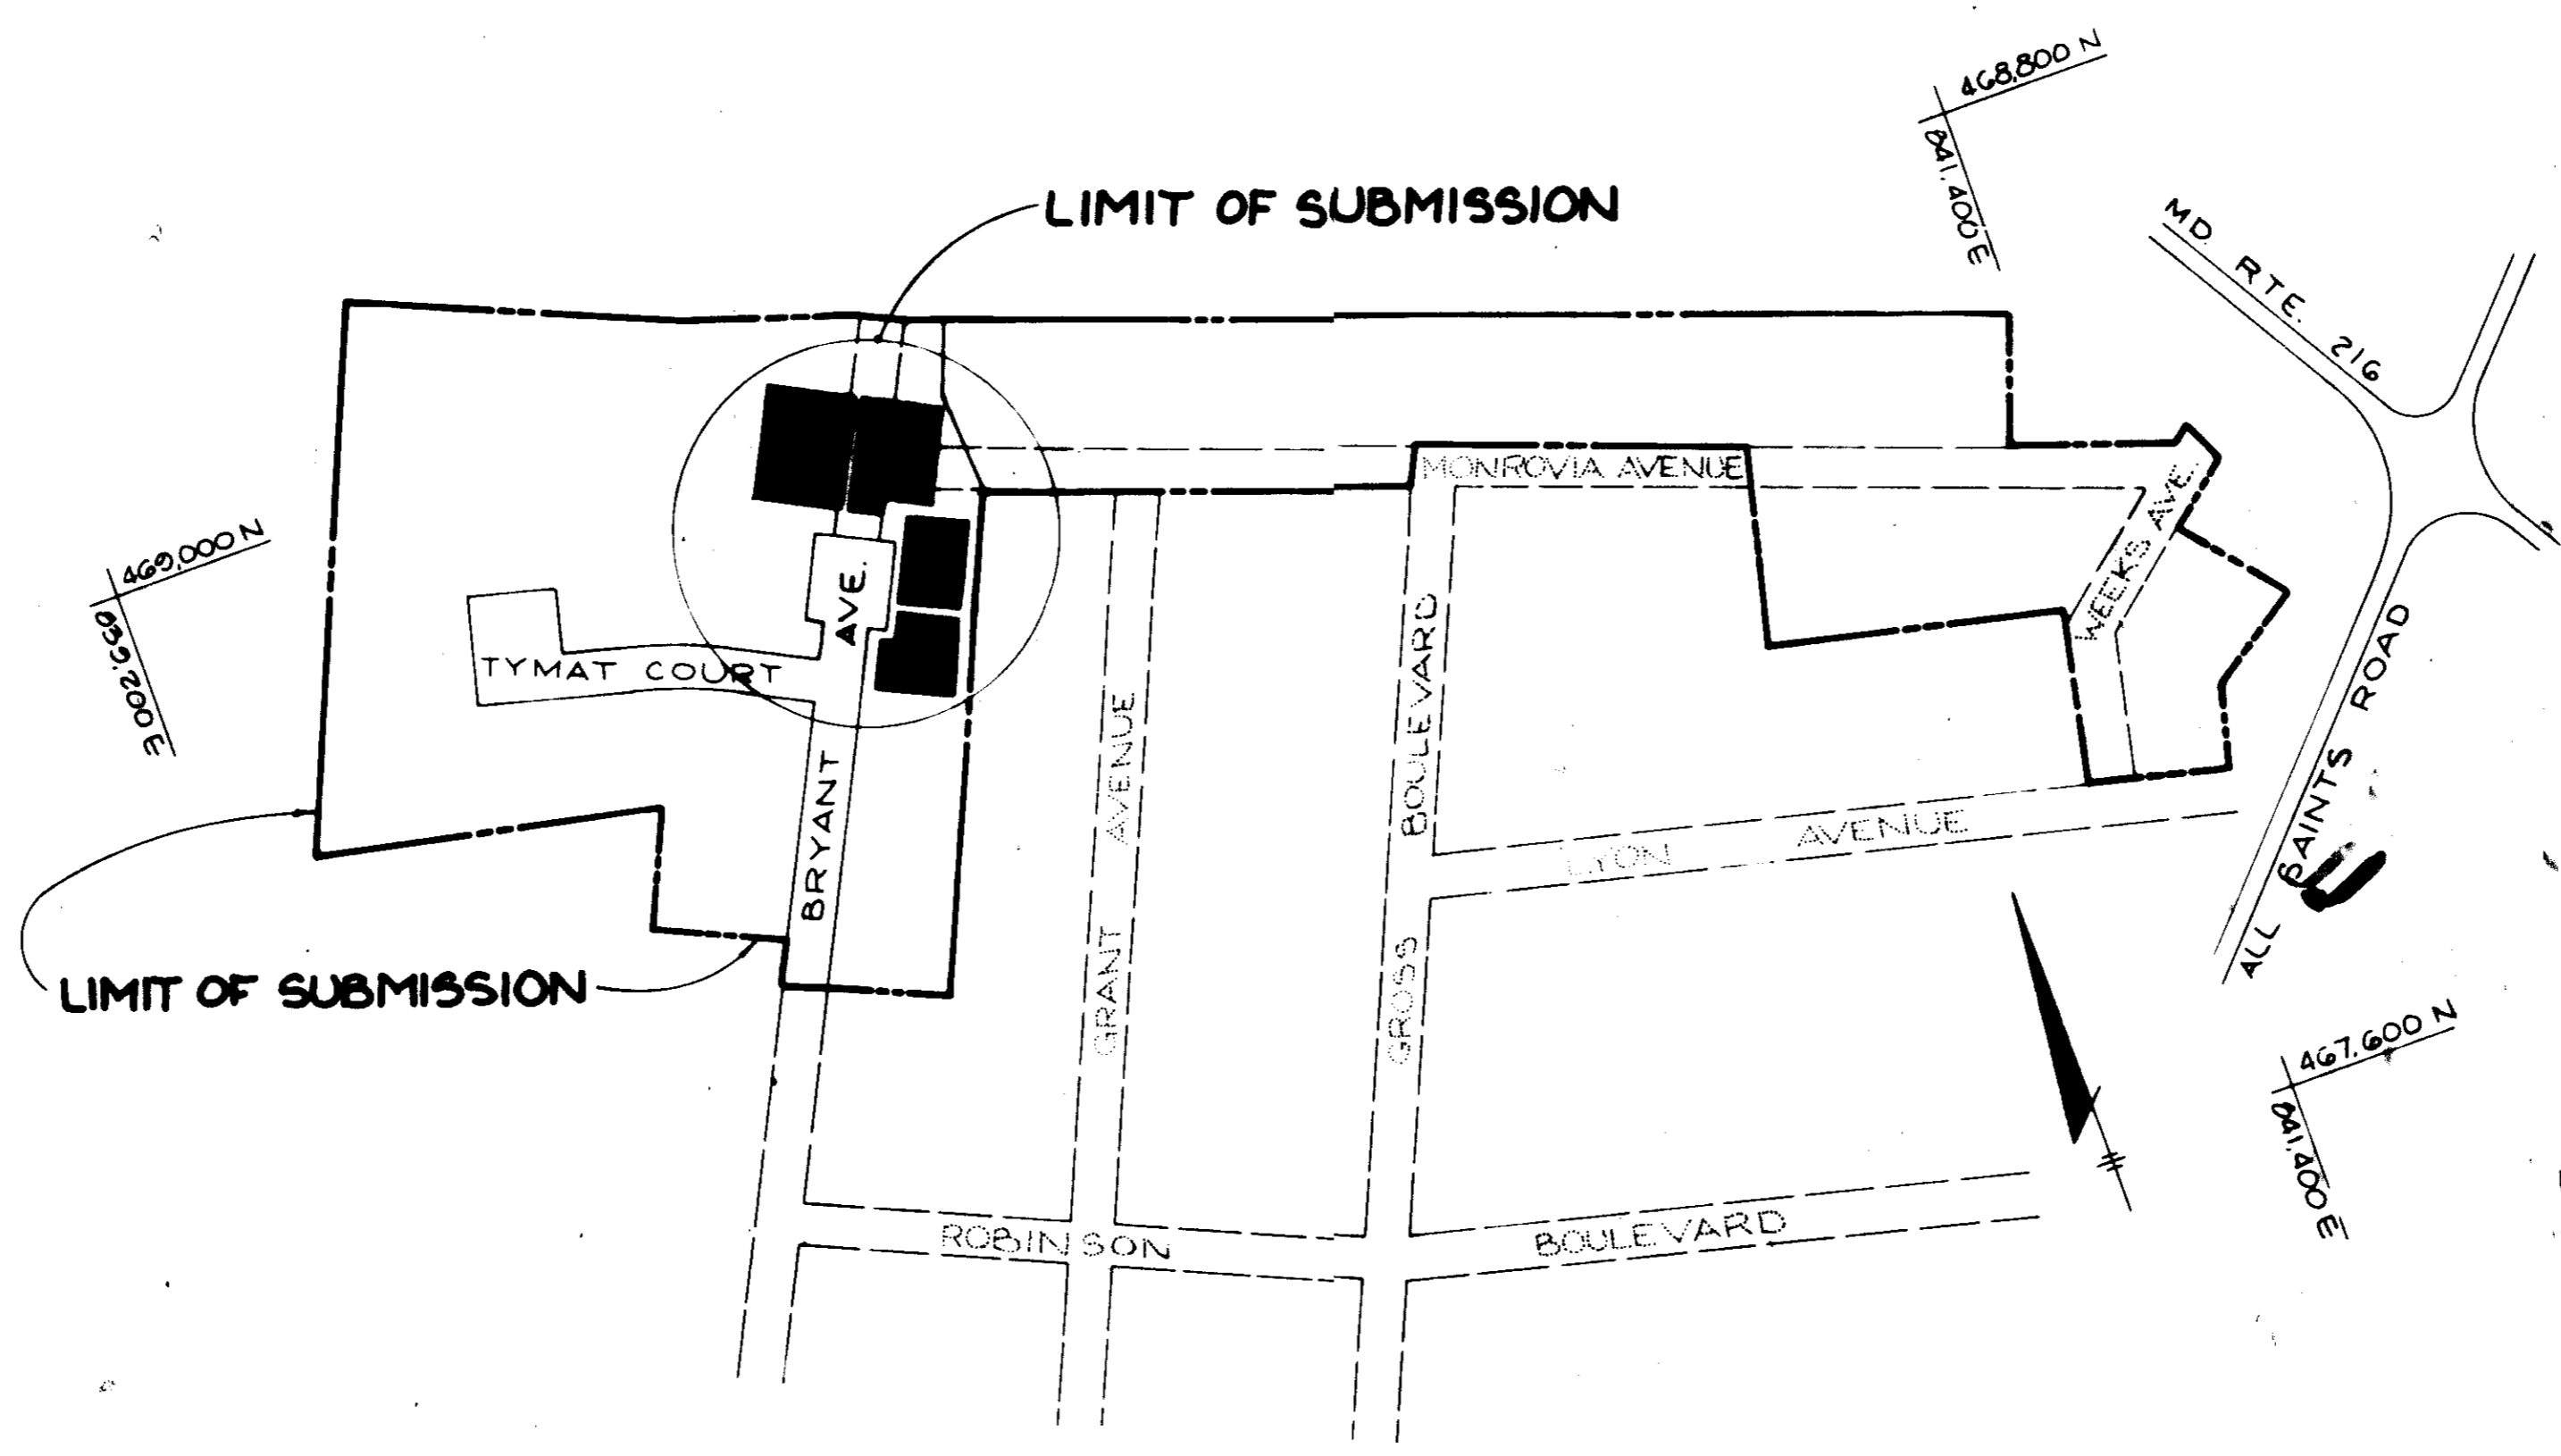 468,800 N
841,400 E
LIMIT OF SUBMISSION
MD. RTE. 216
MONROVIA AVENUE
WEEKS AVE.
469,000 N
839,200 E
AVE.
TYMAT COURT
BRYANT
GRANT AVENUE
GROSS BOULEVARD
LYON AVENUE
ALL SAINTS ROAD
LIMIT OF SUBMISSION
467,600 N
841,400 E
ROBINSON BOULEVARD